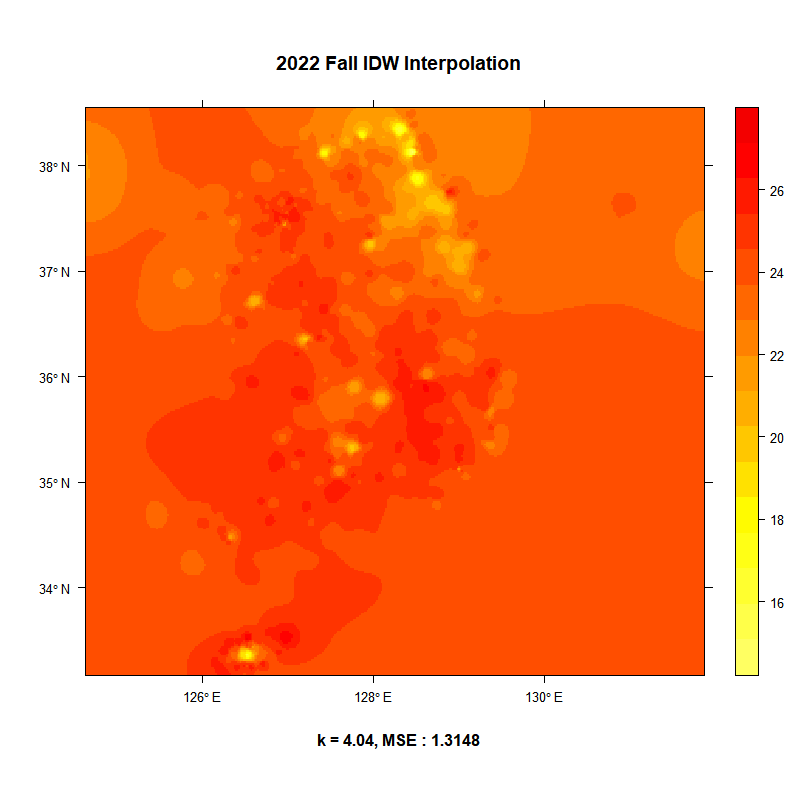 2022 Fall IDW Interpolation
38° N
37° N
36° N
35° N
34° N
126° E
128° E
130° E
26
24
22
20
18
16
k = 4.04, MSE : 1.3148